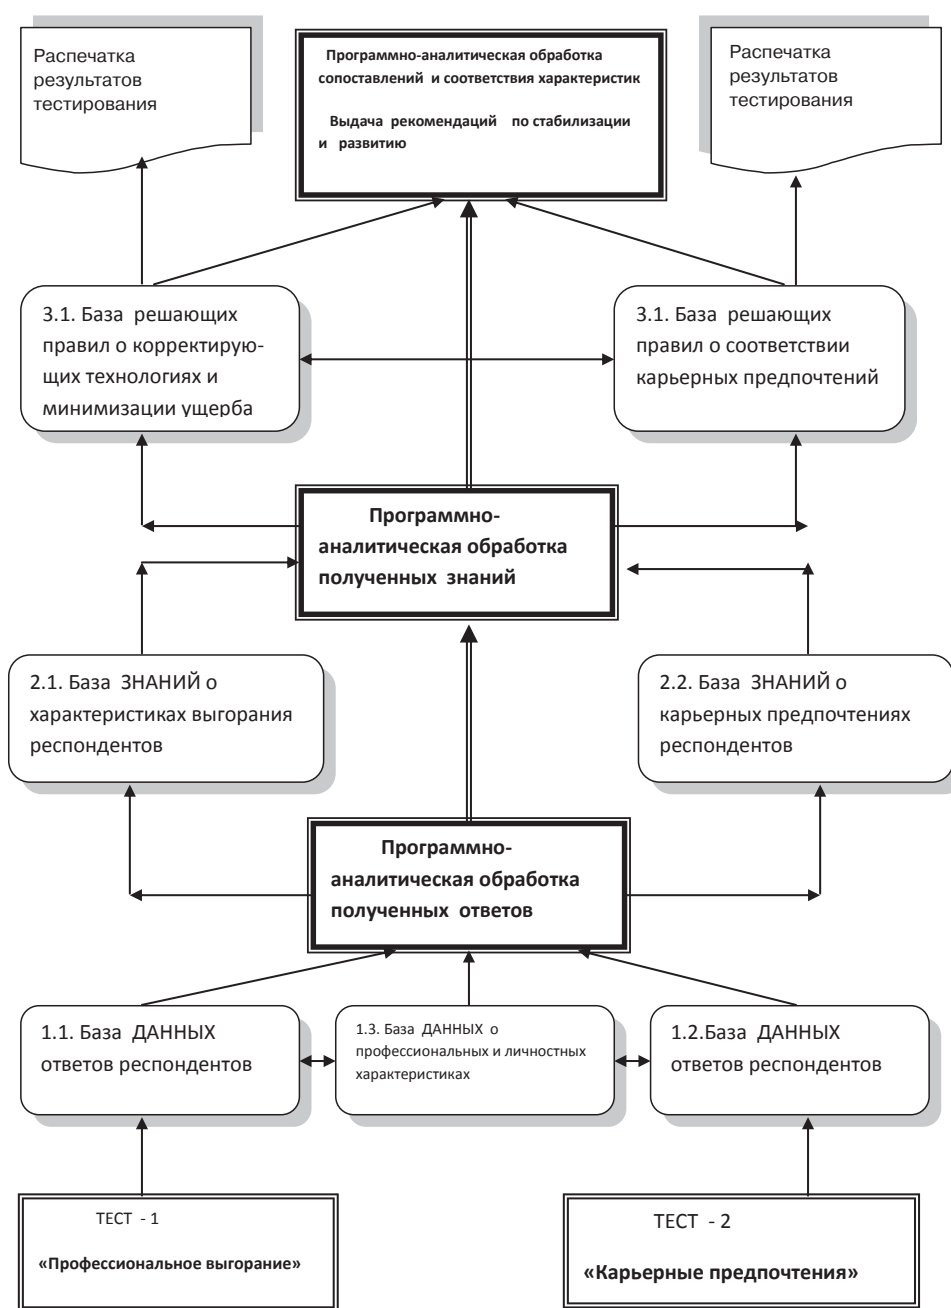 Распечатка
результатов
тестирования
Программно-аналитическая обработка
сопоставлений и соответствия характеристик
Выдача рекомендаций по стабилизации
и развитию
Распечатка
результатов
тестирования
3.1. База решающих
правил о корректирую-
щих технологиях и
минимизации ущерба
3.1. База решающих
правил о соответствии
карьерных предпочтений
Программно-
аналитическая обработка
полученных знаний
2.1. База ЗНАНИЙ о
характеристиках выгорания
респондентов
2.2. База ЗНАНИЙ о
карьерных предпочтениях
респондентов
Программно-
аналитическая обработка
полученных ответов
1.1. База ДАННЫХ
ответов респондентов
1.3. База ДАННЫХ о
профессиональных и личностных
характеристиках
1.2.База ДАННЫХ
ответов респондентов
ТЕСТ - 1
«Профессиональное выгорание»
ТЕСТ - 2
«Карьерные предпочтения»